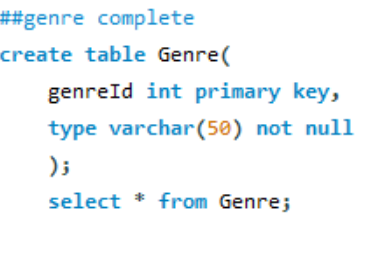 ##genre complete
create table Genre(
genreId int primary key,
type varchar(50) not null
);
select * from Genre;